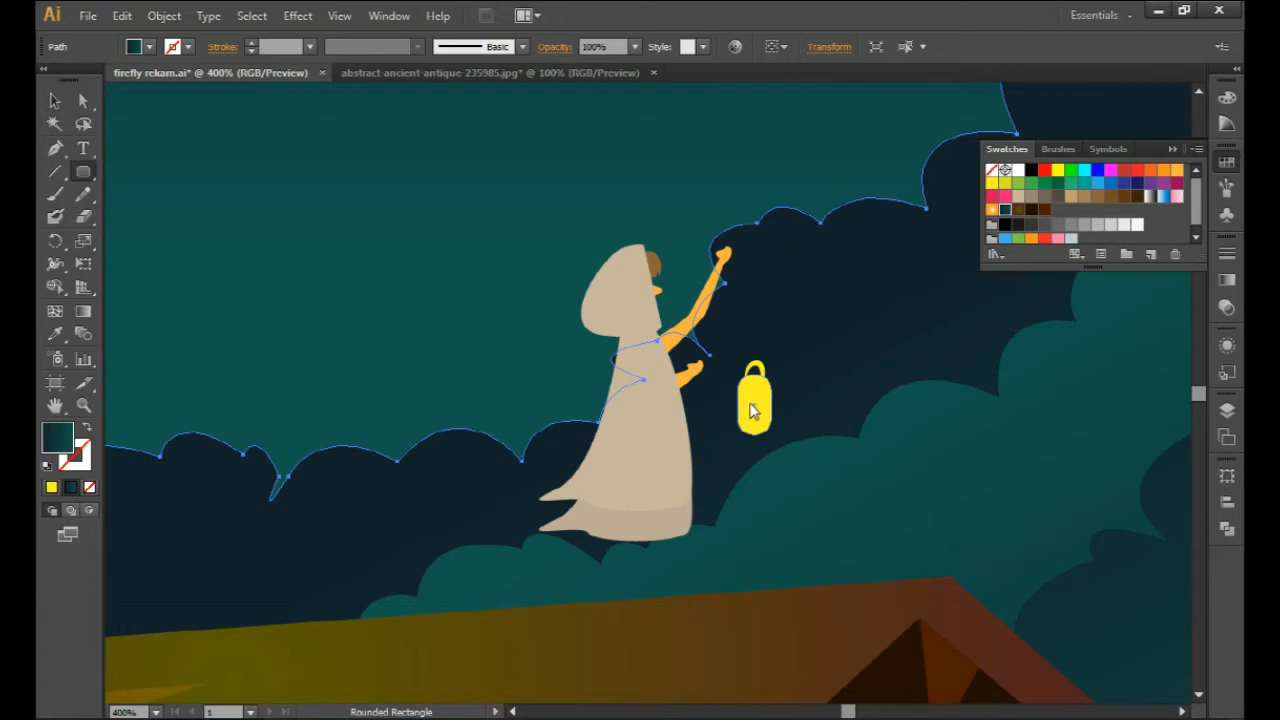 Ai File Edit Object Type Select Effect View Window Help Essentials
Path Stroke: Basic Opacity: 100% Style: Transform
firefly rekam.ai* @ 400% (RGB/Preview) × abstract ancient antique-235985.jpg* @ 100% (RGB/Preview) ×
Swatches Brushes Symbols
T
400% 1 Rounded Rectangle